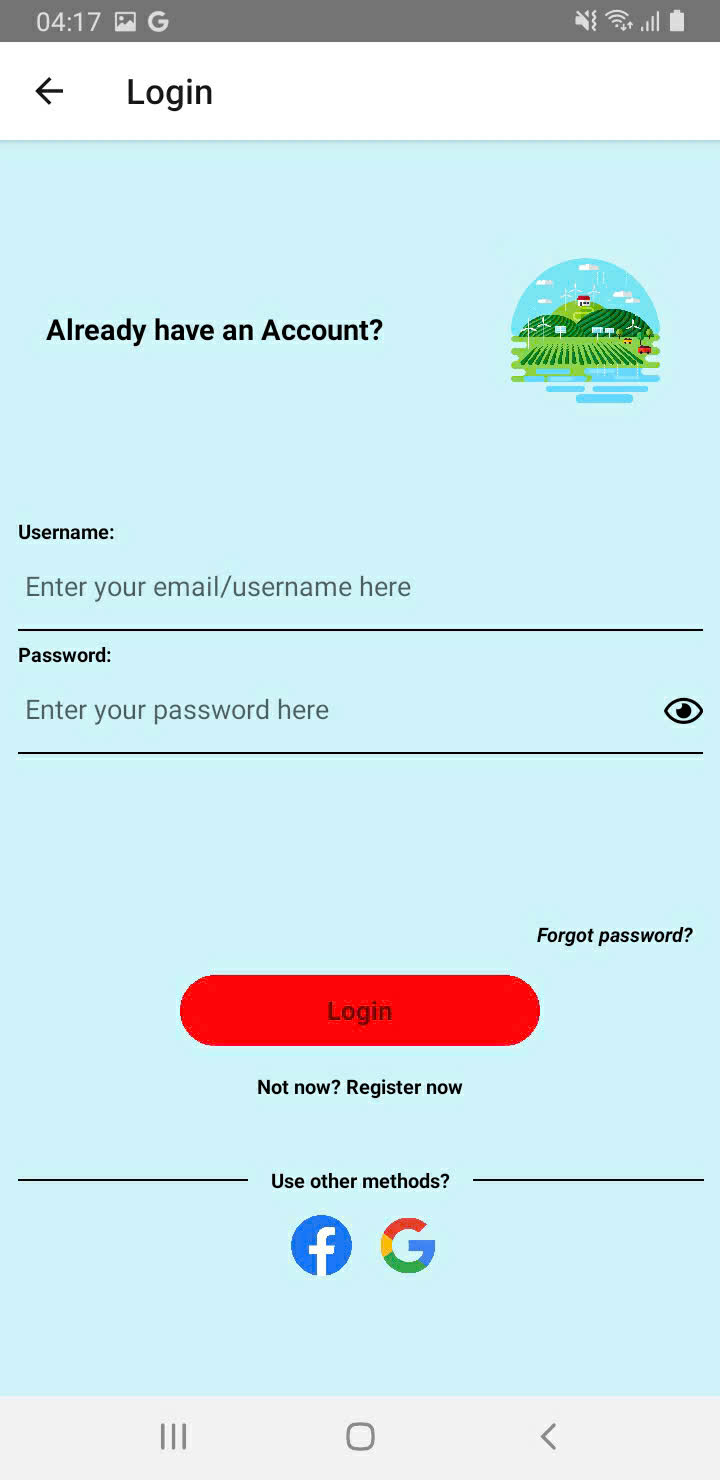 04:17
Login
Already have an Account?
Username:
Enter your email/username here
Password:
Enter your password here
Forgot password?
Login
Not now? Register now
Use other methods?